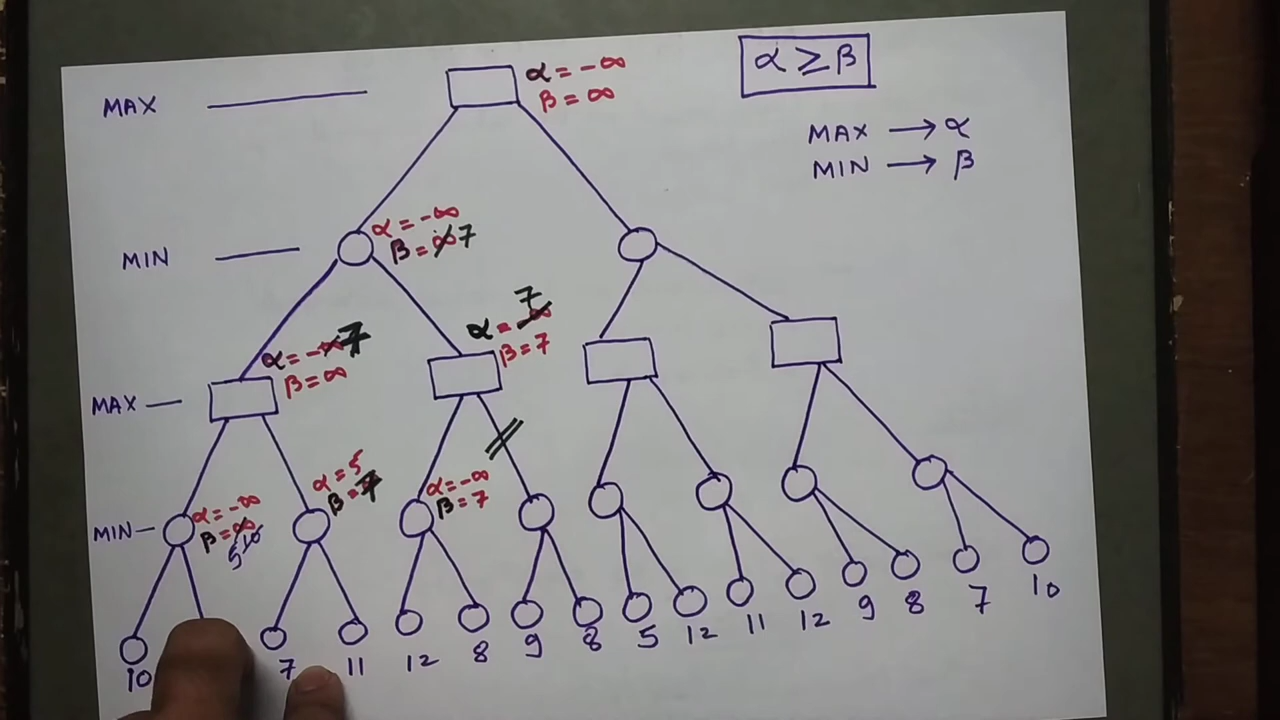 MAX
α = -∞
β = ∞
α ≥ β
MAX → α
MIN → β
MIN
α = -∞
β = ∞ 7
7
α = -∞
β = 7
α = -∞ 7
β = ∞
MAX
MIN
α = -∞
β = ∞
5 10
α = 5
β = 7
α = -∞
β = 7
10 7 11 12 8 9 8 5 12 11 12 9 8 7 10